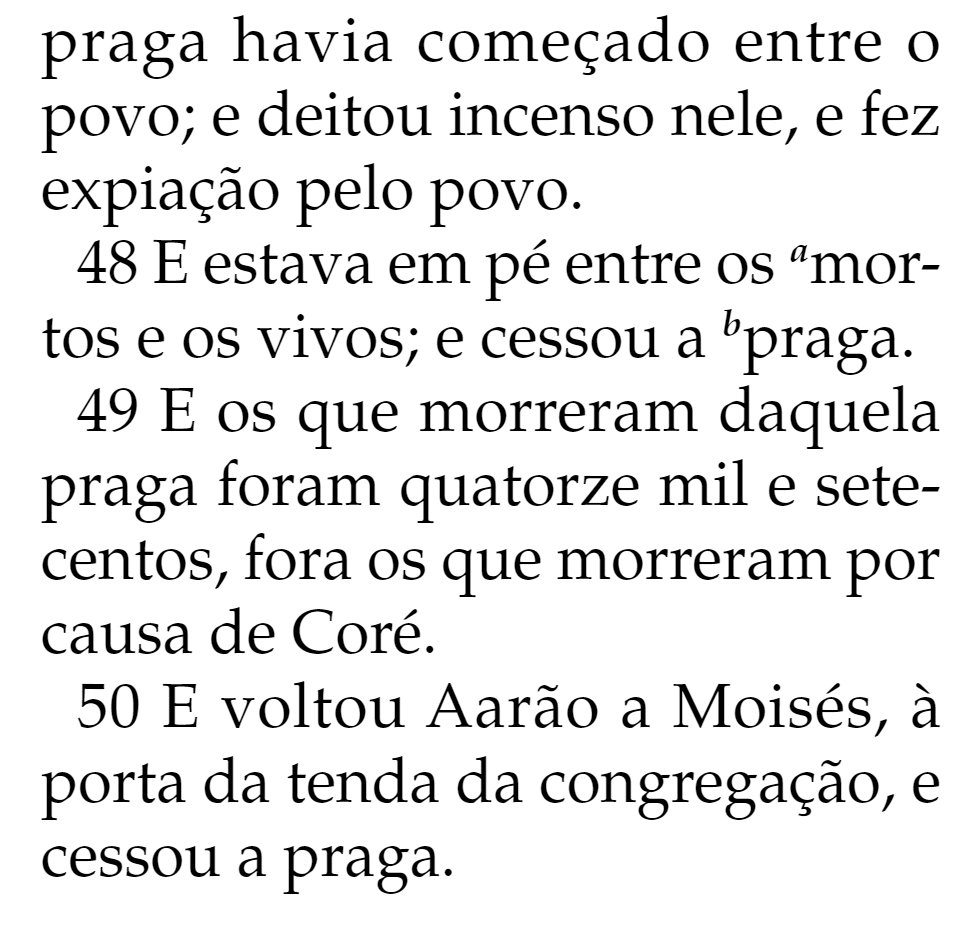 praga havia começado entre o
povo; e deitou incenso nele, e fez
expiação pelo povo.
48 E estava em pé entre os ᵃmor-
tos e os vivos; e cessou a ᵇpraga.
49 E os que morreram daquela
praga foram quatorze mil e sete-
centos, fora os que morreram por
causa de Coré.
50 E voltou Aarão a Moisés, à
porta da tenda da congregação, e
cessou a praga.